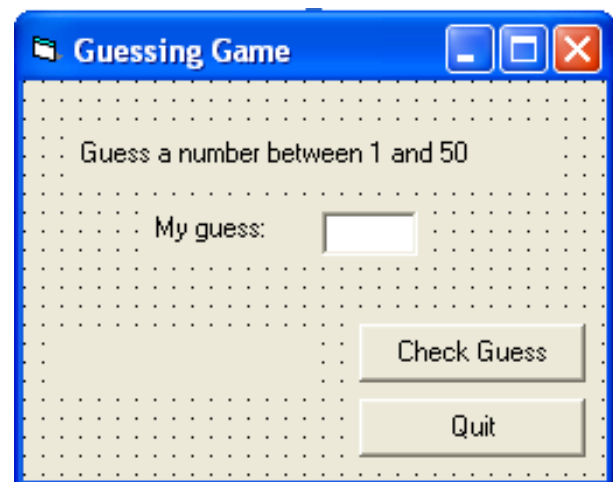 Guessing Game
Guess a number between 1 and 50
My guess:
Check Guess
Quit